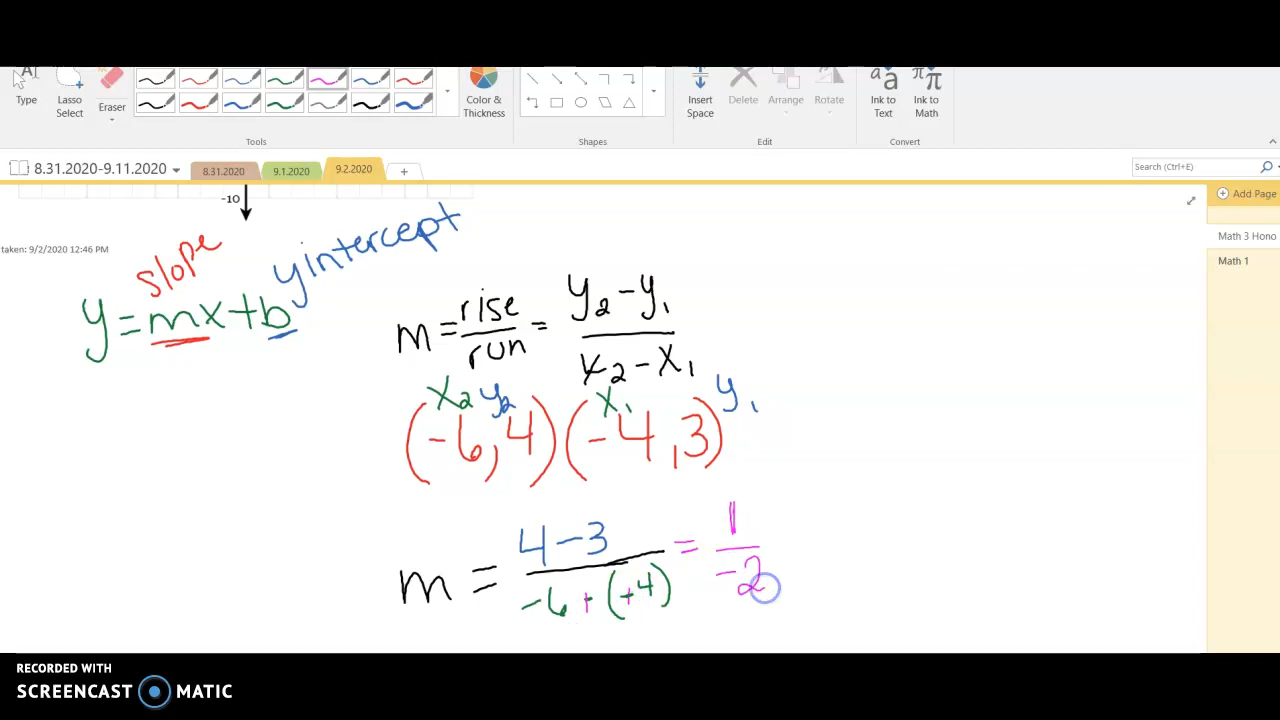 Type
Lasso Select
Eraser
Color & Thickness
Insert Space
Delete
Arrange
Rotate
Ink to Text
Ink to Math
Tools
Shapes
Edit
Convert
8.31.2020-9.11.2020
8.31.2020
9.1.2020
9.2.2020
+
Search (Ctrl+E)
Add Page
Math 3 Hono
Math 1
-10
taken: 9/2/2020 12:46 PM
slope
y intercept
y = mx + b
m = rise/run = (y₂ - y₁)/(x₂ - x₁)
x₂ y₂ x₁ y₁
(-6, 4) (-4, 3)
m = (4 - 3)/(-6 + (+4)) = 1/-2
RECORDED WITH
SCREENCAST MATIC